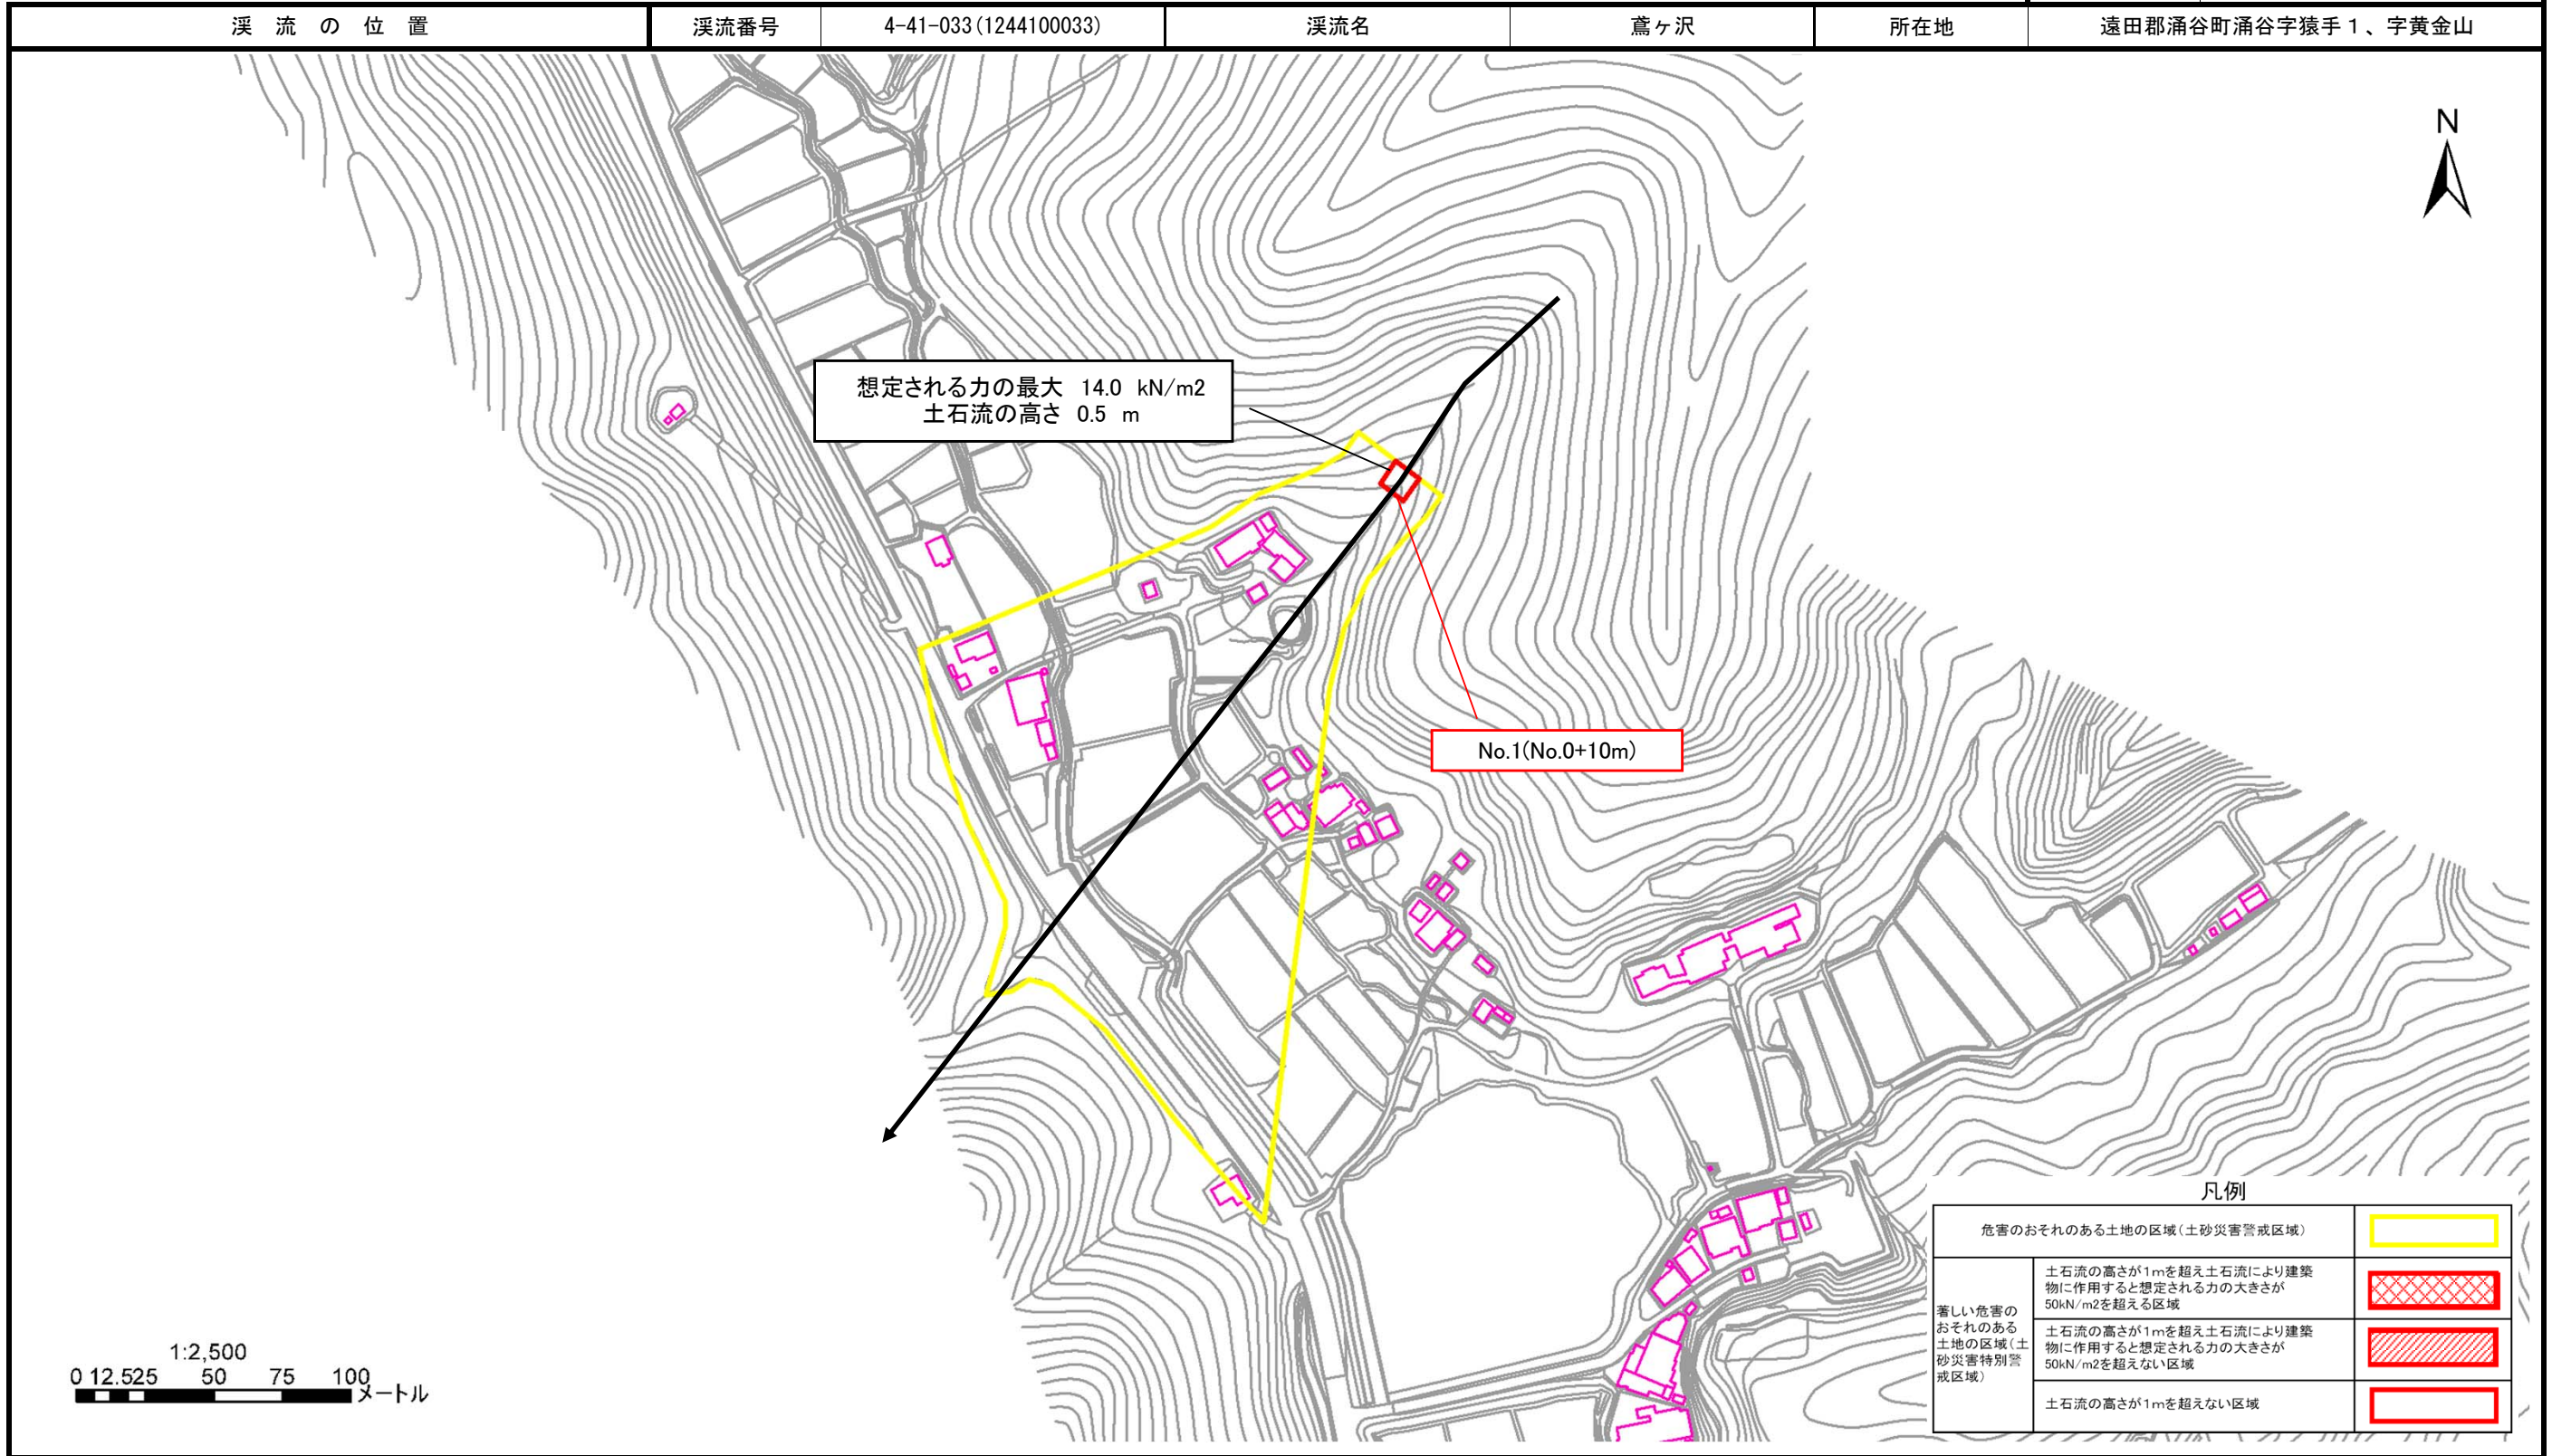 渓 流 の 位 置 渓流番号 4-41-033(1244100033) 渓流名 鳶ヶ沢 所在地 遠田郡涌谷町涌谷字猿手1、字黄金山
N
想定される力の最大 14.0 kN/m2
土石流の高さ 0.5 m
No.1(No.0+10m)
凡例
危害のおそれのある土地の区域(土砂災害警戒区域)
著しい危害の
おそれのある
土地の区域(土
砂災害特別警
戒区域)
土石流の高さが1mを超え土石流により建築
物に作用すると想定される力の大きさが
50kN/m2を超える区域
土石流の高さが1mを超え土石流により建築
物に作用すると想定される力の大きさが
50kN/m2を超えない区域
土石流の高さが1mを超えない区域
1:2,500
0 12.525 50 75 100
メートル